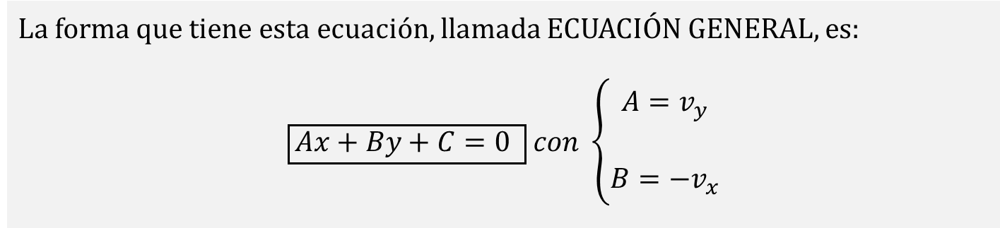 La forma que tiene esta ecuación, llamada ECUACIÓN GENERAL, es:
A = v_y
Ax + By + C = 0 con {
B = −v_x